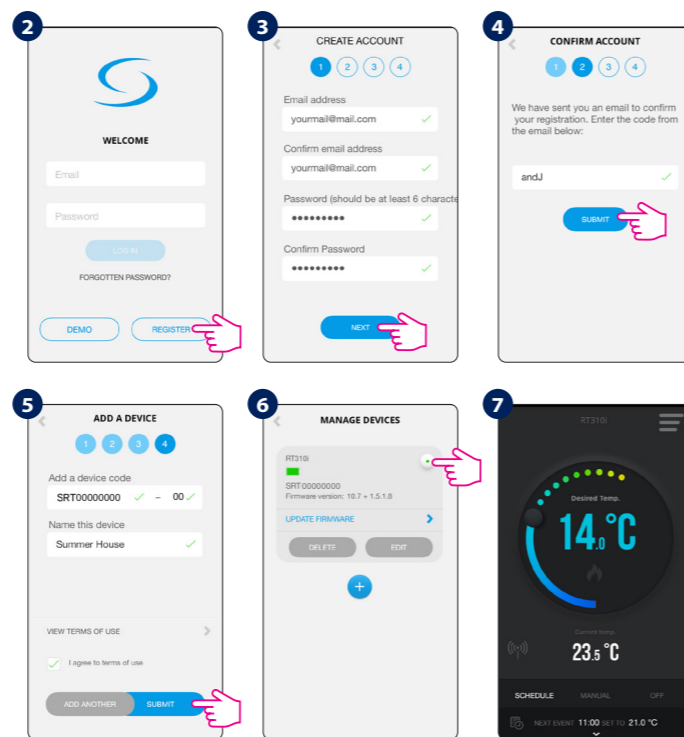 2
WELCOME
Email
Password
LOG IN
FORGOTTEN PASSWORD?
DEMO
REGISTER
3
CREATE ACCOUNT
1 2 3 4
Email address
yourmail@mail.com
Confirm email address
yourmail@mail.com
Password (should be at least 6 characte
●●●●●●●●●
Confirm Password
●●●●●●●●●
NEXT
4
CONFIRM ACCOUNT
1 2 3 4
We have sent you an email to confirm
your registration. Enter the code from
the email below:
andJ
SUBMIT
5
ADD A DEVICE
1 2 3 4
Add a device code
SRT00000000 – 00
Name this device
Summer House
VIEW TERMS OF USE
I agree to terms of use
ADD ANOTHER
SUBMIT
6
MANAGE DEVICES
RT310i
SRT00000000
Firmware version: 10.7 + 1.5.1.8
UPDATE FIRMWARE
DELETE
EDIT
+
7
RT310i
Desired Temp.
14.0 °C
Current temp.
23.5 °C
SCHEDULE MANUAL OFF
NEXT EVENT 11:00 SET TO 21.0 °C